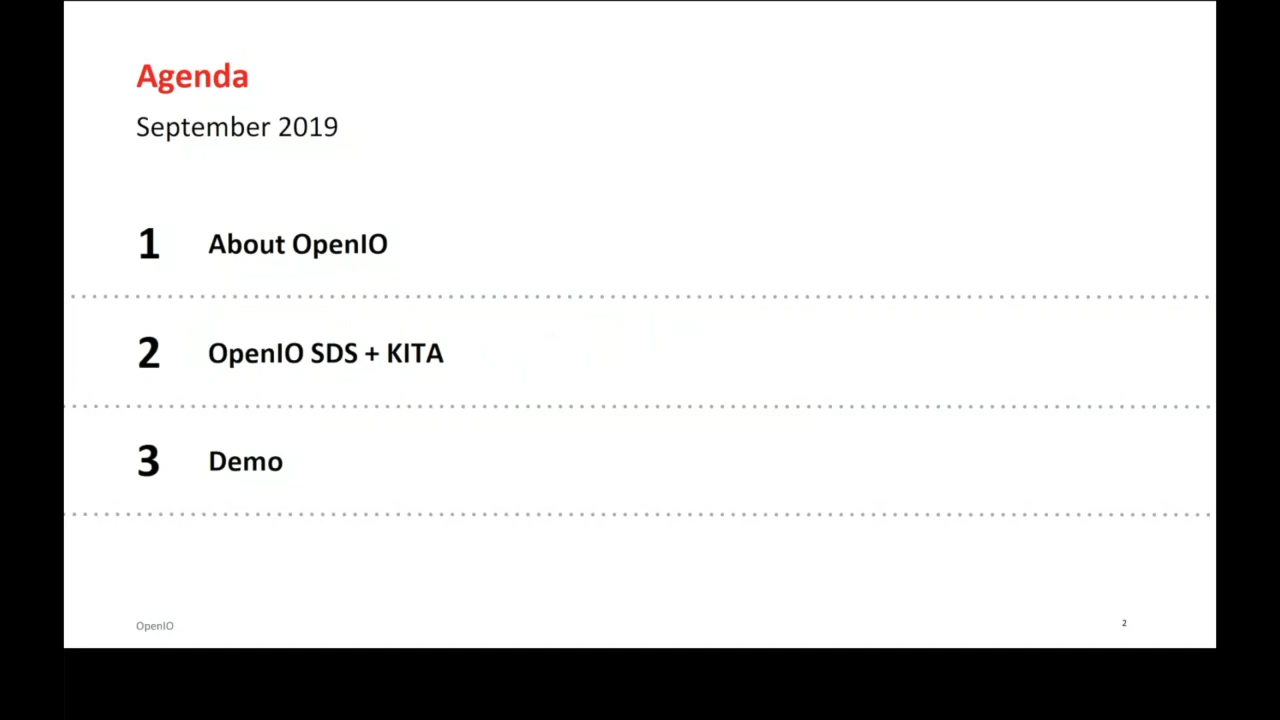 Agenda
September 2019
1 About OpenIO
2 OpenIO SDS + KITA
3 Demo
OpenIO
2